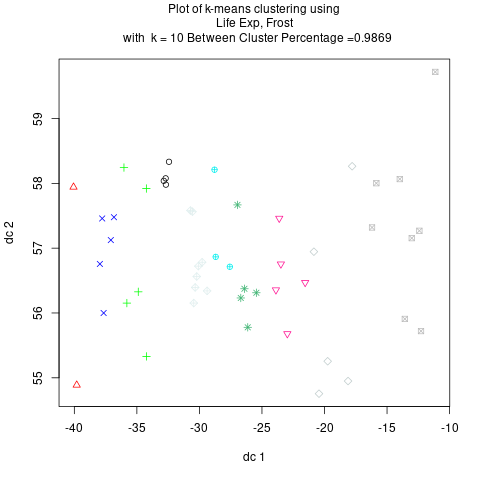 Plot of k-means clustering using
Life Exp, Frost
with k = 10 Between Cluster Percentage =0.9869
59
58
57
56
55
dc 2
-40 -35 -30 -25 -20 -15 -10
dc 1